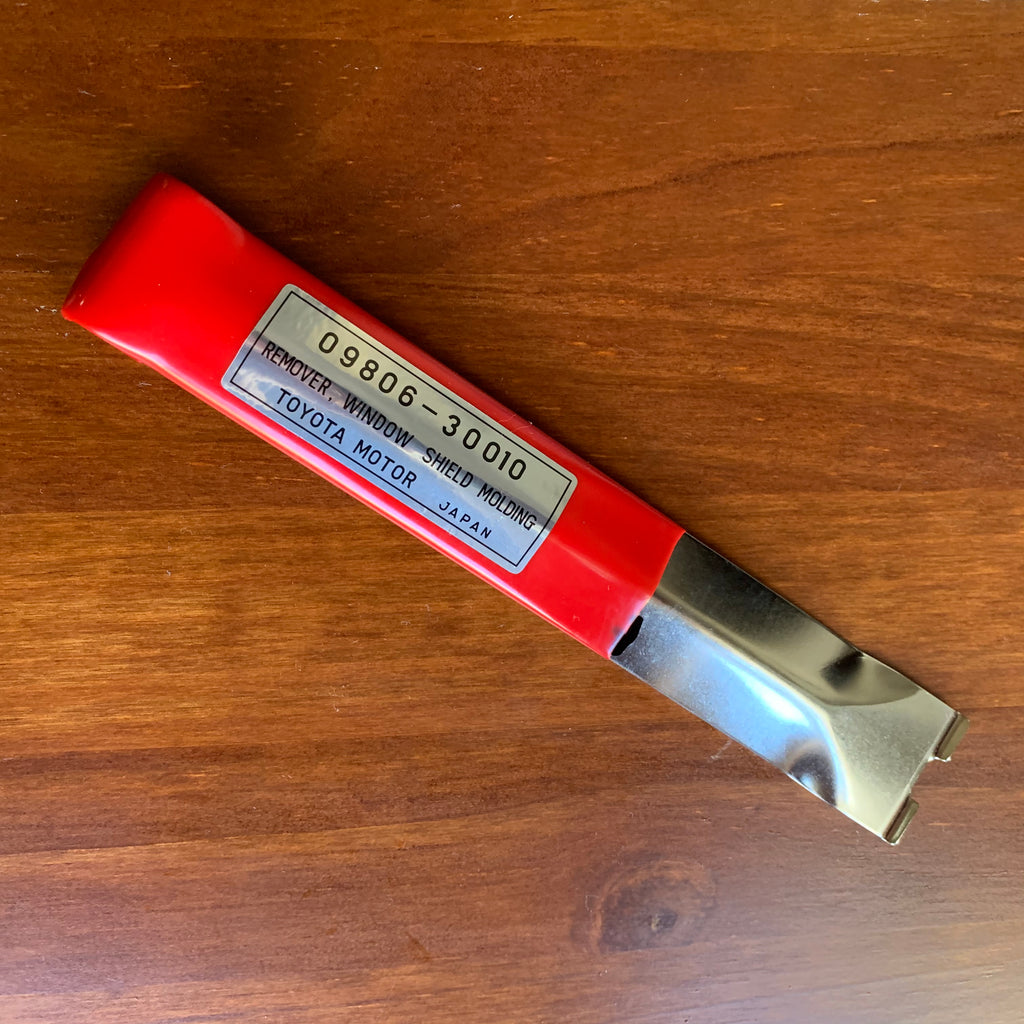 09806-30010
REMOVER, WINDOW SHIELD MOLDING
TOYOTA MOTOR JAPAN